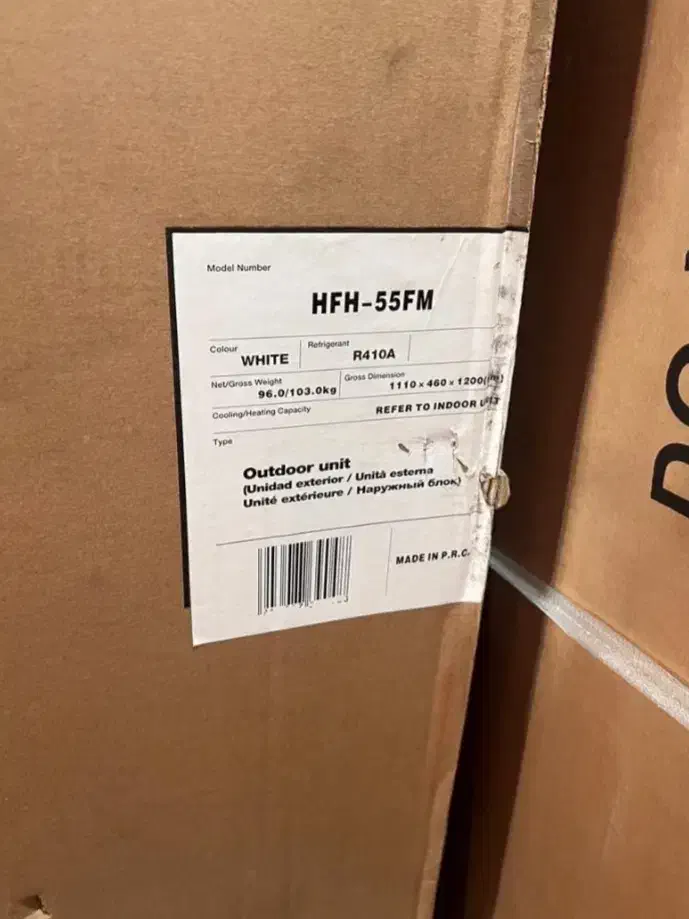 Model Number
HFH-55FM
Colour
WHITE
Refrigerant
R410A
Net/Gross Weight
96.0/103.0kg
Gross Dimension
1110 × 460 × 1200
Cooling/Heating Capacity
REFER TO INDOOR
Type
Outdoor unit
(Unidad exterior / Unità esterna
Unité extérieure / Наружный блок)
MADE IN P.R.C.